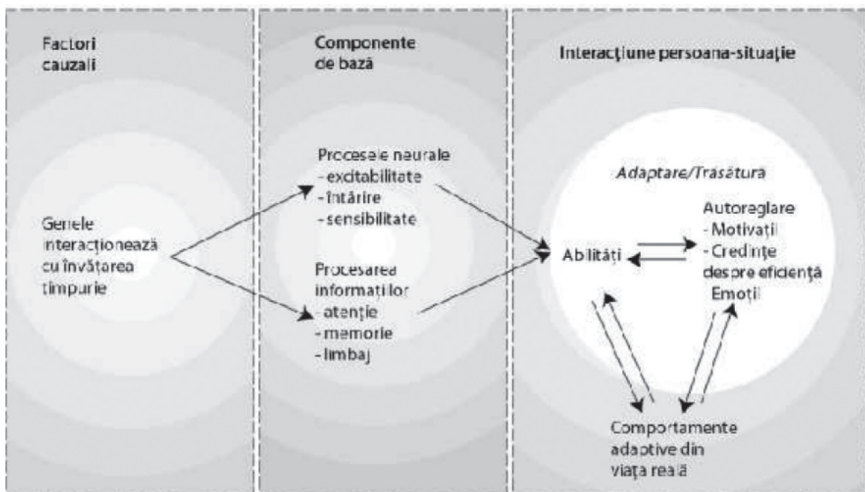 Factori
cauzali
Genele
interacționează
cu învățarea
timpurie
Componente
de bază
Procesele neurale
- excitabilitate
- întărire
- sensibilitate
Procesarea
informațiilor
- atenție
- memorie
- limbaj
Interacțiune persoana-situație
Adaptare/Trăsătură
Abilități
Autoreglare
- Motivații
- Credințe
despre eficiență
Emoții
Comportamente
adaptive din
viața reală